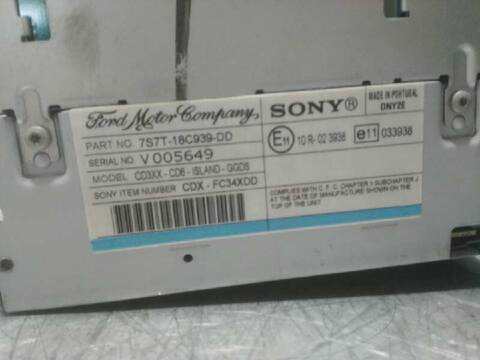 Ford Motor Company,
PART NO. 7S7T-18C939-DD
SERIAL NO. V005649
MODEL CD3XX - CD6 - ISLAND - GGDS
SONY ITEM NUMBER CDX - FC34XDD
SONY®
MADE IN PORTUGAL
E11 10 R- 02 3938
e11 033938
COMPLIES WITH C. F. C. CHAPTER 1 SUBCHAPTER J
AT THE DATE OF MANUFACTURE SHOWN ON THE
TOP OF THE UNIT